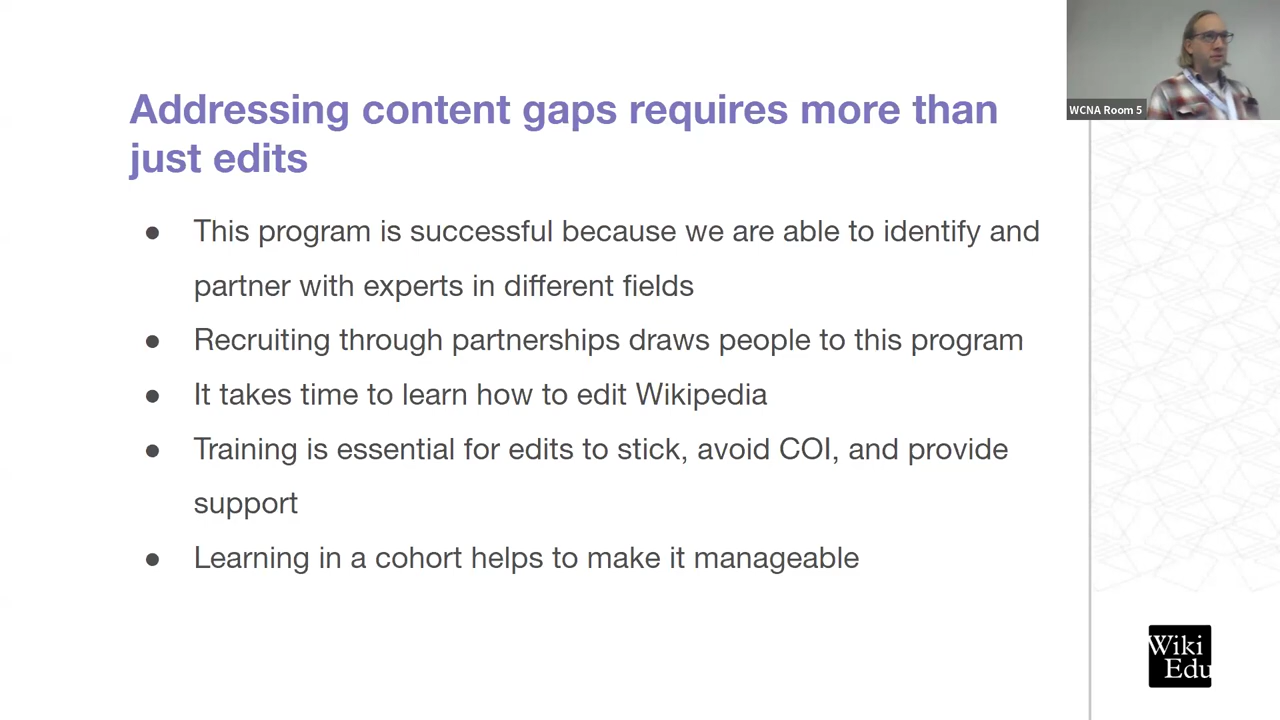 Addressing content gaps requires more than
just edits
● This program is successful because we are able to identify and
partner with experts in different fields
● Recruiting through partnerships draws people to this program
● It takes time to learn how to edit Wikipedia
● Training is essential for edits to stick, avoid COI, and provide
support
● Learning in a cohort helps to make it manageable
WCNA Room 5
Wiki
Edu